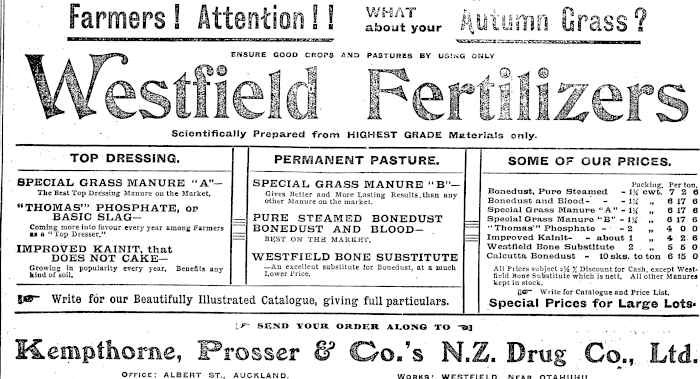 Farmers! Attention!! WHAT about your Autumn Grass?
ENSURE GOOD CROPS AND PASTURES BY USING ONLY
Westfield Fertilizers
Scientifically Prepared from HIGHEST GRADE Materials only.
TOP DRESSING.
SPECIAL GRASS MANURE "A"—
The Best Top Dressing Manure on the Market.
"THOMAS'" PHOSPHATE, or
BASIC SLAG—
Coming more into favour every year among Farmers
as a "Top Dresser."
IMPROVED KAINIT, that
DOES NOT CAKE—
Growing in popularity every year. Benefits any
kind of soil.
PERMANENT PASTURE.
SPECIAL GRASS MANURE "B"—
Gives Better and More Lasting Results, than any
other Manure on the market.
PURE STEAMED BONEDUST
BONEDUST AND BLOOD—
BEST ON THE MARKET.
WESTFIELD BONE SUBSTITUTE
—An excellent substitute for Bonedust, at a much
Lower Price.
SOME OF OUR PRICES.
Packing. Per ton.
Bonedust, Pure Steamed - 1¼ cwt. 7 2 6
Bonedust and Blood - - 1¼ „ 6 17 6
Special Grass Manure "A" - 1¼ „ 6 17 6
Special Grass Manure "B" - 1¼ „ 6 17 6
"Thomas'" Phosphate - - 2 „ 4 0 0
Improved Kainit - - about 1 „ 4 2 6
Westfield Bone Substitute 2 „ 5 5 0
Calcutta Bonedust - 10 sks. to ton 6 15 0
All Prices subject 2½ % Discount for Cash, except West-
field Bone Substitute which is nett. All other Manures
kept in stock.
Write for Catalogue and Price List.
Special Prices for Large Lots.
Write for our Beautifully Illustrated Catalogue, giving full particulars.
SEND YOUR ORDER ALONG TO
Kempthorne, Prosser & Co.'s N.Z. Drug Co., Ltd.
OFFICE: ALBERT ST., AUCKLAND. WORKS: WESTFIELD, NEAR OTAHUHU.